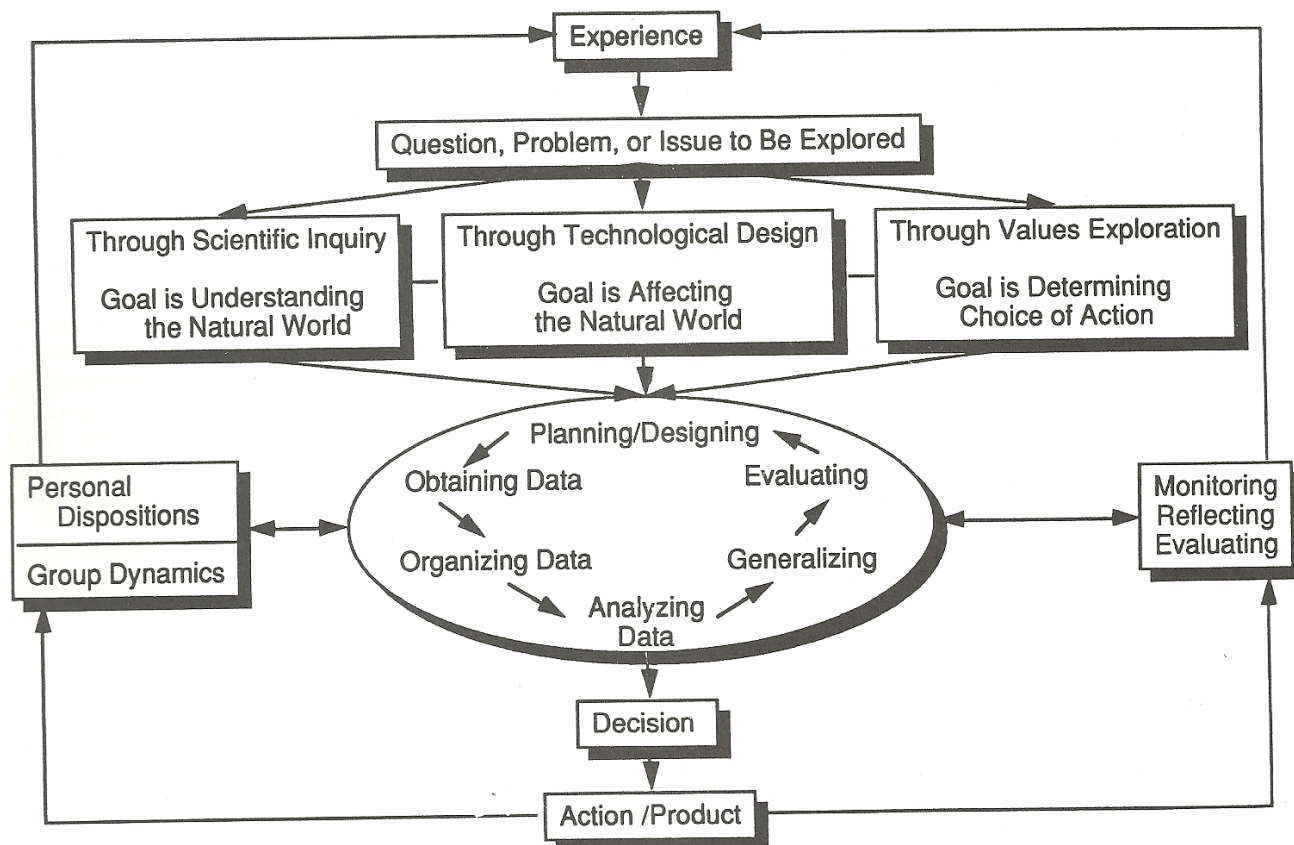 Experience
Question, Problem, or Issue to Be Explored
Through Scientific Inquiry
Goal is Understanding
the Natural World
Through Technological Design
Goal is Affecting
the Natural World
Through Values Exploration
Goal is Determining
Choice of Action
Planning/Designing
Obtaining Data
Organizing Data
Analyzing
Data
Generalizing
Evaluating
Personal
Dispositions
Group Dynamics
Monitoring
Reflecting
Evaluating
Decision
Action /Product